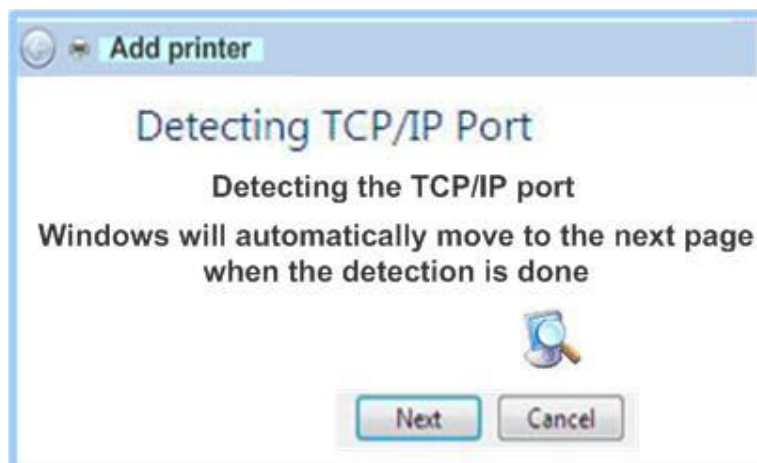 Add printer
Detecting TCP/IP Port
Detecting the TCP/IP port
Windows will automatically move to the next page
when the detection is done
Next
Cancel